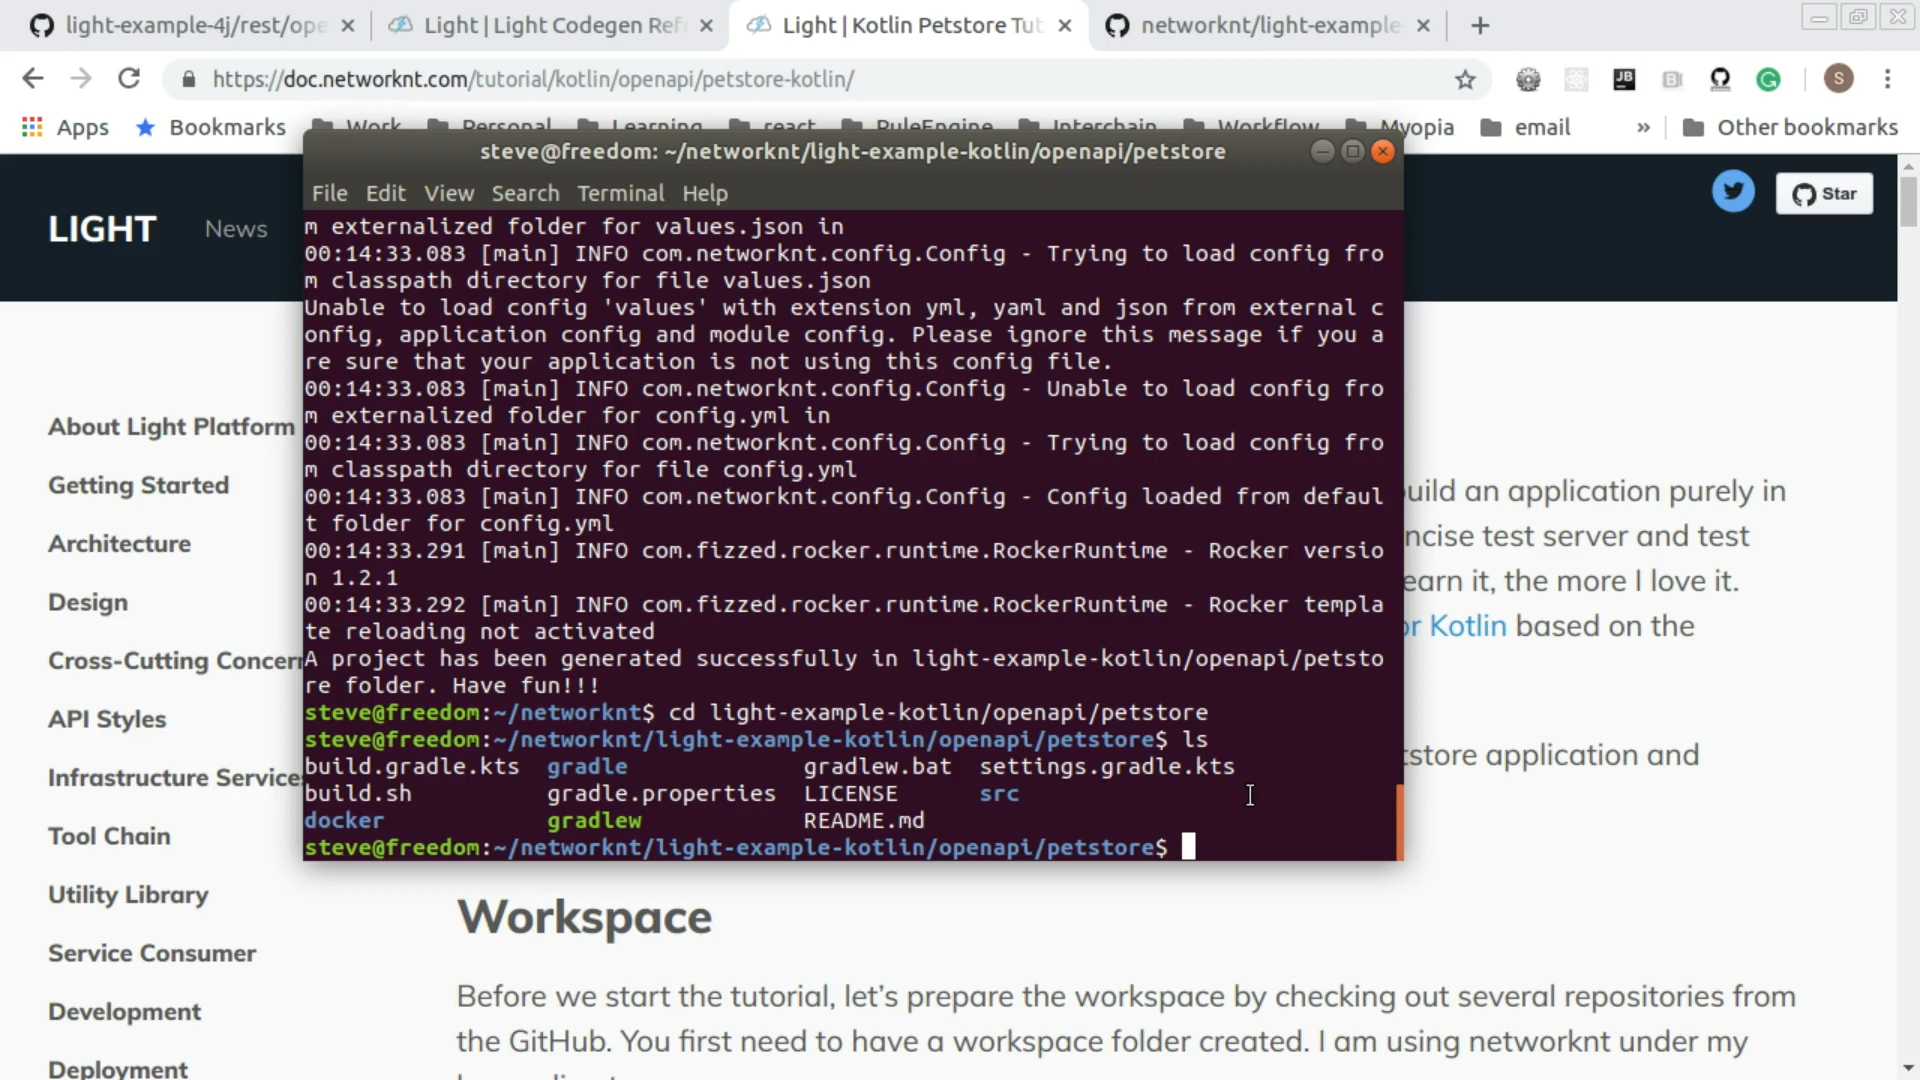 light-example-4j/rest/ope
Light | Light Codegen Ref
Light | Kotlin Petstore Tut
networknt/light-example-
https://doc.networknt.com/tutorial/kotlin/openapi/petstore-kotlin/
JB
S
Apps
Bookmarks
Work
Personal
Learning
react
RuleEngine
Interchain
Workflow
Myopia
email
»
Other bookmarks
steve@freedom: ~/networknt/light-example-kotlin/openapi/petstore
File Edit View Search Terminal Help
LIGHT
News
Star
m externalized folder for values.json in
00:14:33.083 [main] INFO com.networknt.config.Config - Trying to load config fro
m classpath directory for file values.json
Unable to load config 'values' with extension yml, yaml and json from external c
onfig, application config and module config. Please ignore this message if you a
re sure that your application is not using this config file.
00:14:33.083 [main] INFO com.networknt.config.Config - Unable to load config fro
m externalized folder for config.yml in
00:14:33.083 [main] INFO com.networknt.config.Config - Trying to load config fro
m classpath directory for file config.yml
00:14:33.083 [main] INFO com.networknt.config.Config - Config loaded from defaul
t folder for config.yml
00:14:33.291 [main] INFO com.fizzed.rocker.runtime.RockerRuntime - Rocker versio
n 1.2.1
00:14:33.292 [main] INFO com.fizzed.rocker.runtime.RockerRuntime - Rocker templa
te reloading not activated
A project has been generated successfully in light-example-kotlin/openapi/petsto
re folder. Have fun!!!
steve@freedom:~/networknt$ cd light-example-kotlin/openapi/petstore
steve@freedom:~/networknt/light-example-kotlin/openapi/petstore$ ls
build.gradle.kts gradle gradlew.bat settings.gradle.kts
build.sh gradle.properties LICENSE src
docker gradlew README.md
steve@freedom:~/networknt/light-example-kotlin/openapi/petstore$
About Light Platform
Getting Started
Architecture
Design
Cross-Cutting Concern
API Styles
Infrastructure Services
Tool Chain
Utility Library
Service Consumer
Development
Deployment
build an application purely in
ncise test server and test
earn it, the more I love it.
or Kotlin based on the
tstore application and
Workspace
Before we start the tutorial, let’s prepare the workspace by checking out several repositories from
the GitHub. You first need to have a workspace folder created. I am using networknt under my